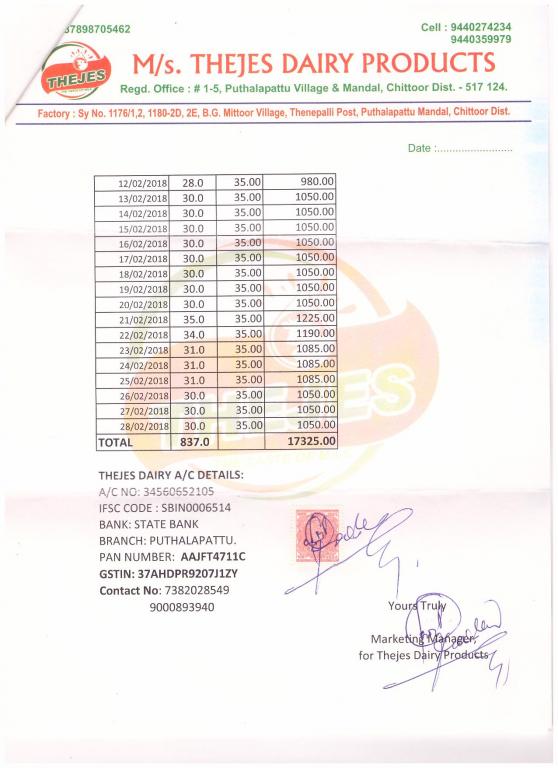 37898705462
Cell : 9440274234
9440359979
THEJES
M/s. THEJES DAIRY PRODUCTS
Regd. Office : # 1-5, Puthalapattu Village & Mandal, Chittoor Dist. - 517 124.
Factory : Sy No. 1176/1,2, 1180-2D, 2E, B.G. Mittoor Village, Thenepalli Post, Puthalapattu Mandal, Chittoor Dist.
Date :........................
12/02/2018 28.0 35.00 980.00
13/02/2018 30.0 35.00 1050.00
14/02/2018 30.0 35.00 1050.00
15/02/2018 30.0 35.00 1050.00
16/02/2018 30.0 35.00 1050.00
17/02/2018 30.0 35.00 1050.00
18/02/2018 30.0 35.00 1050.00
19/02/2018 30.0 35.00 1050.00
20/02/2018 30.0 35.00 1050.00
21/02/2018 35.0 35.00 1225.00
22/02/2018 34.0 35.00 1190.00
23/02/2018 31.0 35.00 1085.00
24/02/2018 31.0 35.00 1085.00
25/02/2018 31.0 35.00 1085.00
26/02/2018 30.0 35.00 1050.00
27/02/2018 30.0 35.00 1050.00
28/02/2018 30.0 35.00 1050.00
TOTAL 837.0 17325.00
THEJES
THEJES DAIRY A/C DETAILS:
A/C NO: 34560652105
IFSC CODE : SBIN0006514
BANK: STATE BANK
BRANCH: PUTHALAPATTU.
PAN NUMBER: AAJFT4711C
GSTIN: 37AHDPR9207J1ZY
Contact No: 7382028549
9000893940
Yours Truly
Marketing Manager,
for Thejes Dairy Products